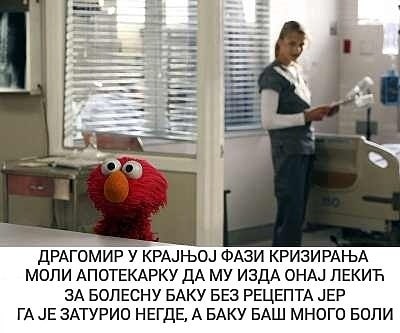 ДРАГОМИР У КРАЈЊОЈ ФАЗИ КРИЗИРАЊА
МОЛИ АПОТЕКАРКУ ДА МУ ИЗДА ОНАЈ ЛЕКИЋ
ЗА БОЛЕСНУ БАКУ БЕЗ РЕЦЕПТА ЈЕР
ГА ЈЕ ЗАТУРИО НЕГДЕ, А БАКУ БАШ МНОГО БОЛИ